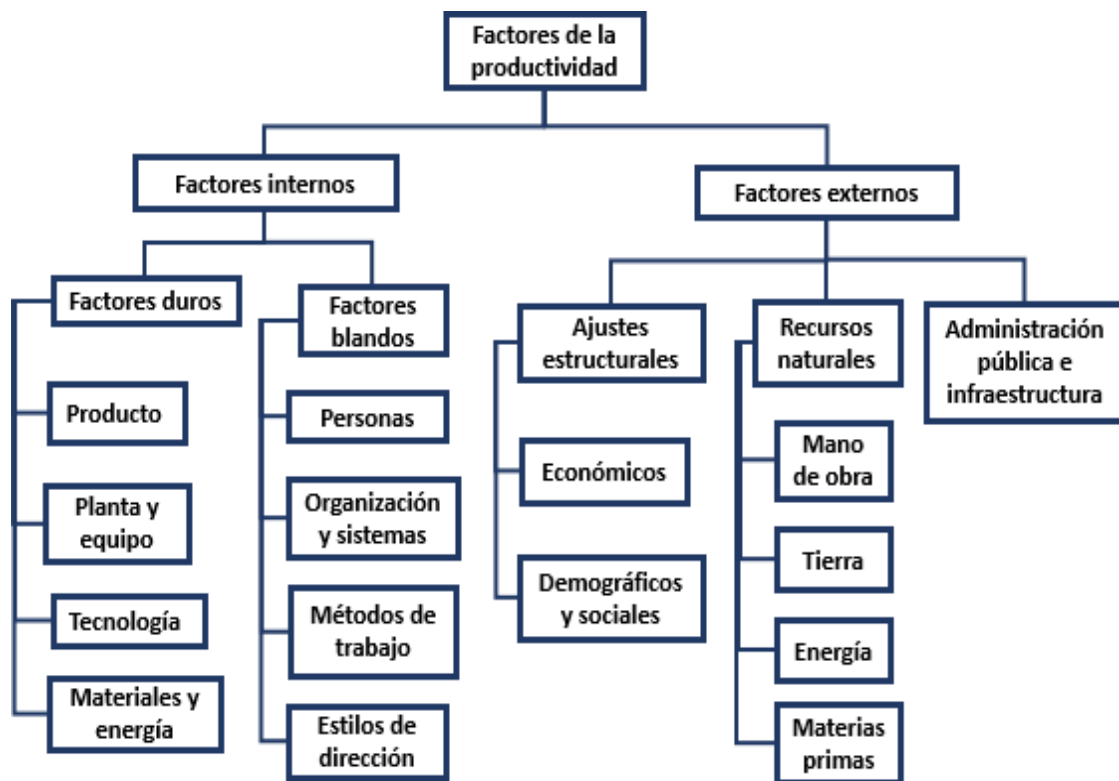 Factores de la
productividad
Factores internos
Factores externos
Factores duros
Producto
Planta y
equipo
Tecnología
Materiales y
energía
Factores
blandos
Personas
Organización
y sistemas
Métodos de
trabajo
Estilos de
dirección
Ajustes
estructurales
Económicos
Demográficos
y sociales
Recursos
naturales
Mano
de obra
Tierra
Energía
Materias
primas
Administración
pública e
infraestructura